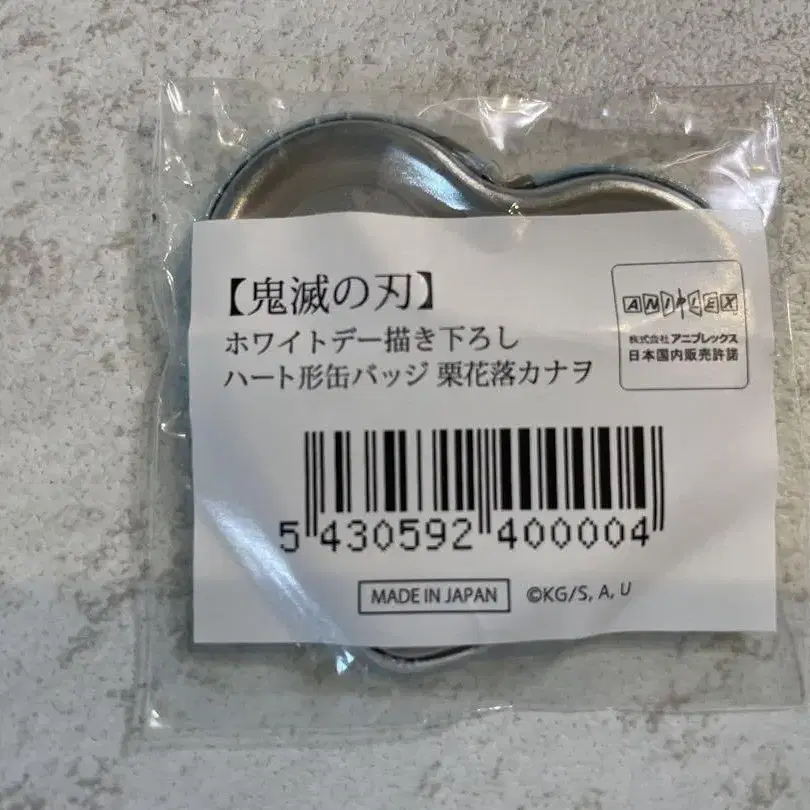 【鬼滅の刃】
ホワイトデー描き下ろし
ハート形缶バッジ 栗花落カナヲ
ANIPLEX
株式会社 アニプレックス
日本国内販売許諾
5 430592 400004
MADE IN JAPAN ©KG/S, A, U